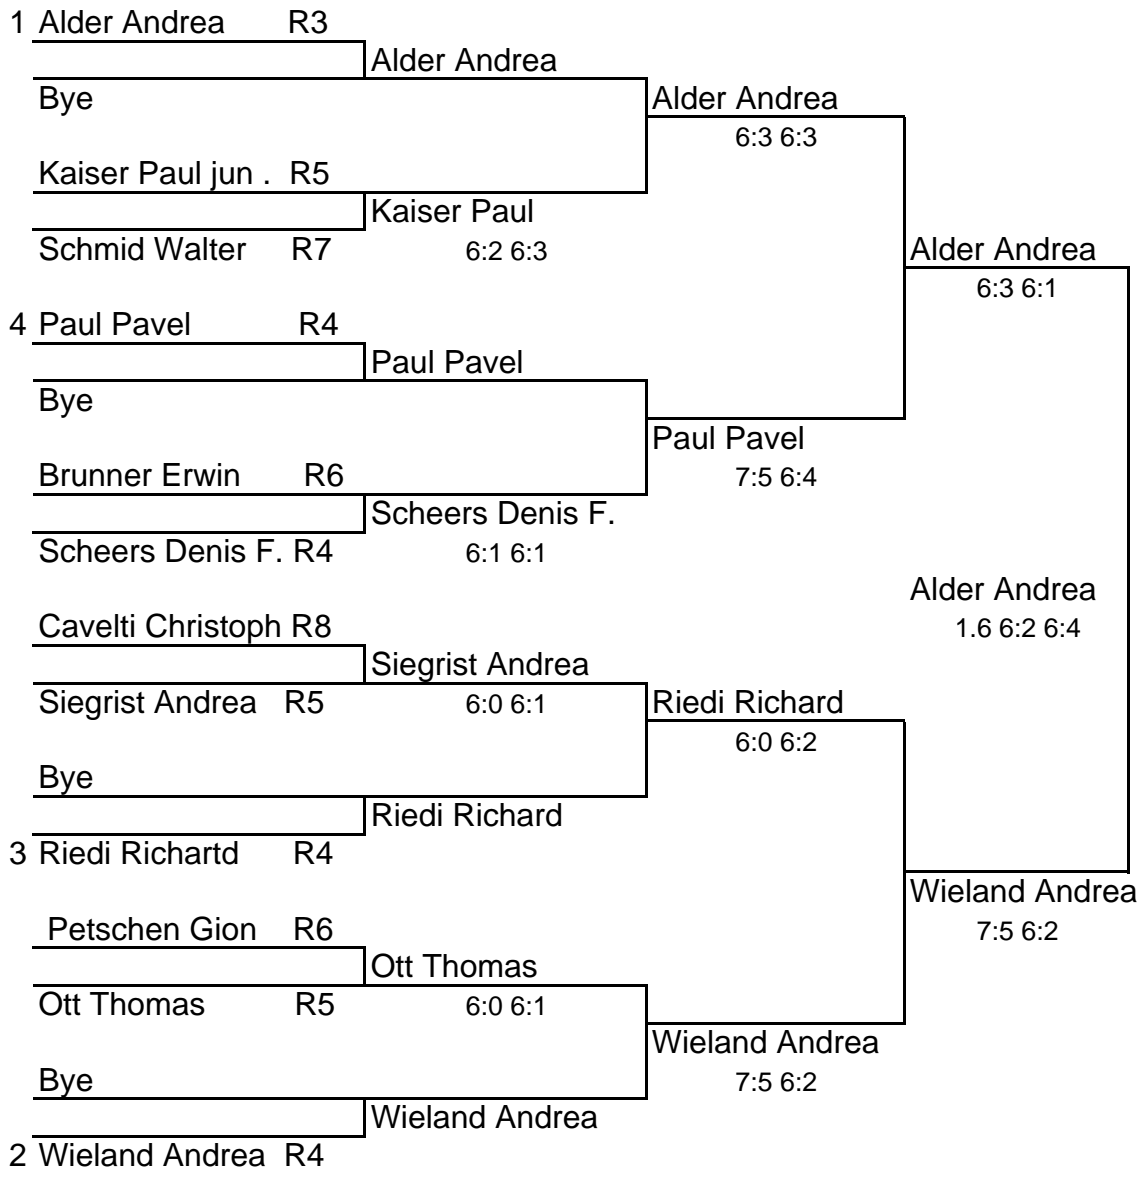 1 Alder Andrea R3
Alder Andrea
Bye
Alder Andrea
6:3 6:3
Kaiser Paul jun . R5
Kaiser Paul
Schmid Walter R7
6:2 6:3
Alder Andrea
6:3 6:1
4 Paul Pavel R4
Paul Pavel
Bye
Paul Pavel
Brunner Erwin R6
7:5 6:4
Scheers Denis F.
Scheers Denis F. R4
6:1 6:1
Alder Andrea
Cavelti Christoph R8
1.6 6:2 6:4
Siegrist Andrea
Siegrist Andrea R5
6:0 6:1
Riedi Richard
6:0 6:2
Bye
Riedi Richard
3 Riedi Richartd R4
Wieland Andrea
Petschen Gion R6
7:5 6:2
Ott Thomas
Ott Thomas R5
6:0 6:1
Wieland Andrea
Bye
7:5 6:2
Wieland Andrea
2 Wieland Andrea R4